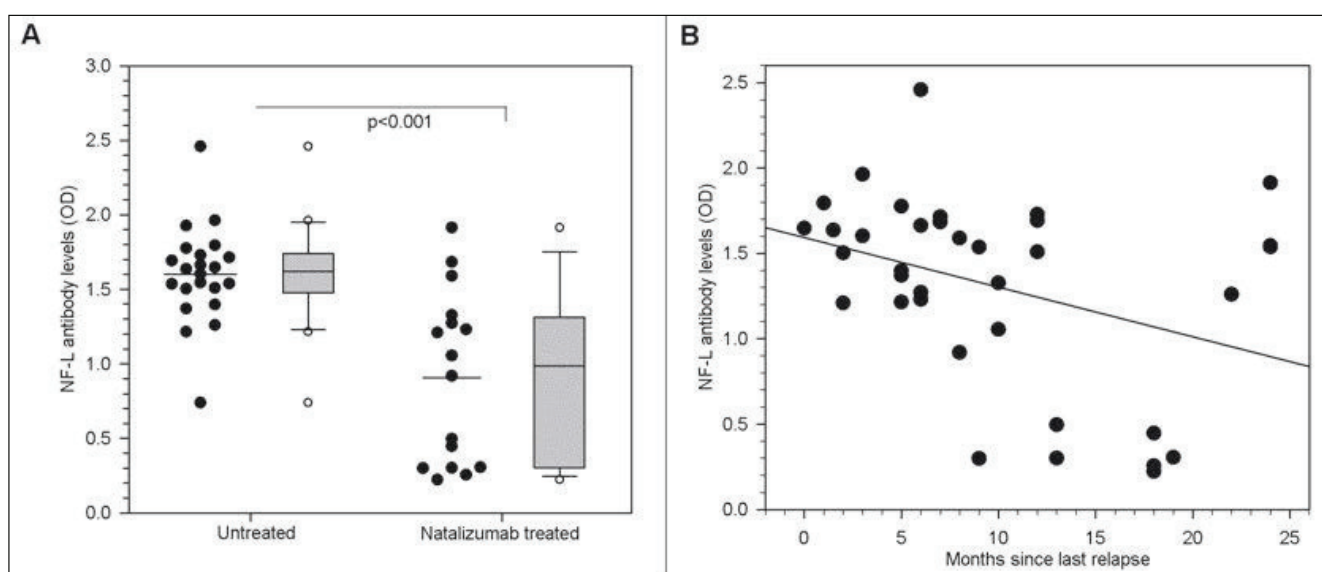 A
NF-L antibody levels (OD)
3.0
2.5
2.0
1.5
1.0
0.5
0.0
p<0.001
Untreated
Natalizumab treated
B
NF-L antibody levels (OD)
2.5
2.0
1.5
1.0
0.5
0.0
0
5
10
15
20
25
Months since last relapse